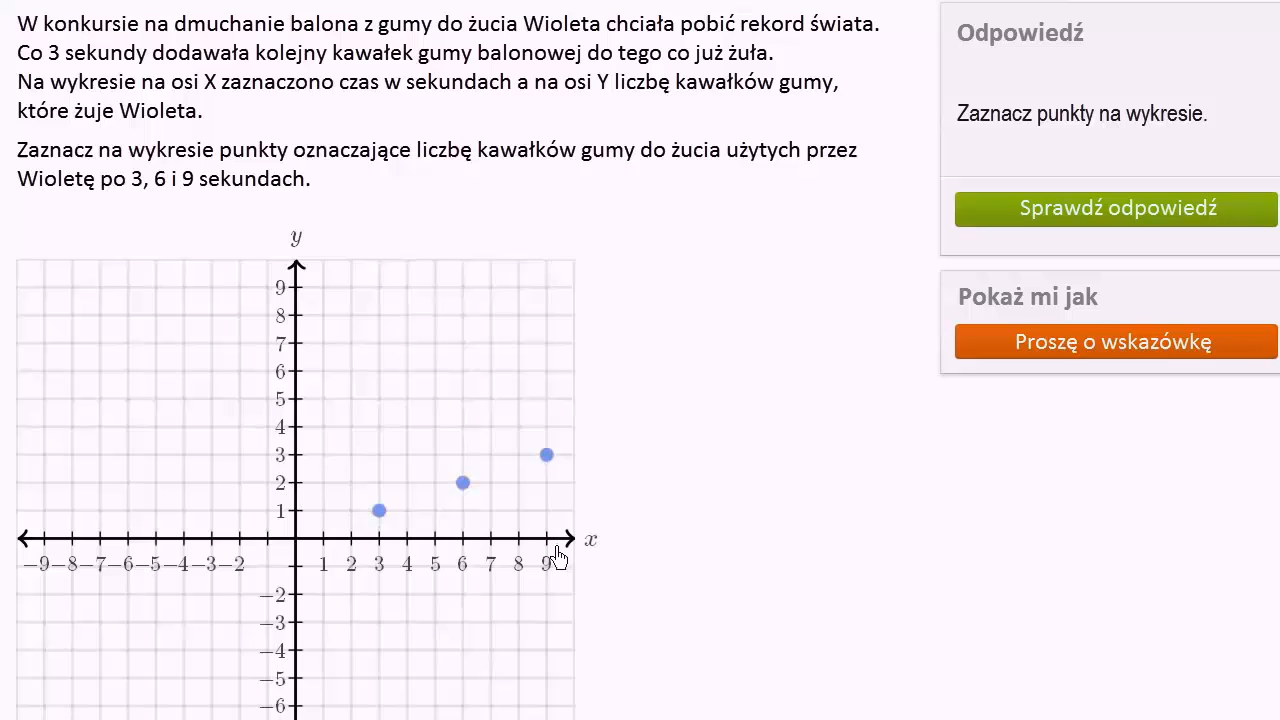 W konkursie na dmuchanie balona z gumy do żucia Wioleta chciała pobić rekord świata.
Co 3 sekundy dodawała kolejny kawałek gumy balonowej do tego co już żuła.
Na wykresie na osi X zaznaczono czas w sekundach a na osi Y liczbę kawałków gumy,
które żuje Wioleta.
Zaznacz na wykresie punkty oznaczające liczbę kawałków gumy do żucia użytych przez
Wioletę po 3, 6 i 9 sekundach.
y
9
8
7
6
5
4
3
2
1
x
−9 −8 −7 −6 −5 −4 −3 −2 1 2 3 4 5 6 7 8 9
−2
−3
−4
−5
−6
Odpowiedź
Zaznacz punkty na wykresie.
Sprawdź odpowiedź
Pokaż mi jak
Proszę o wskazówkę